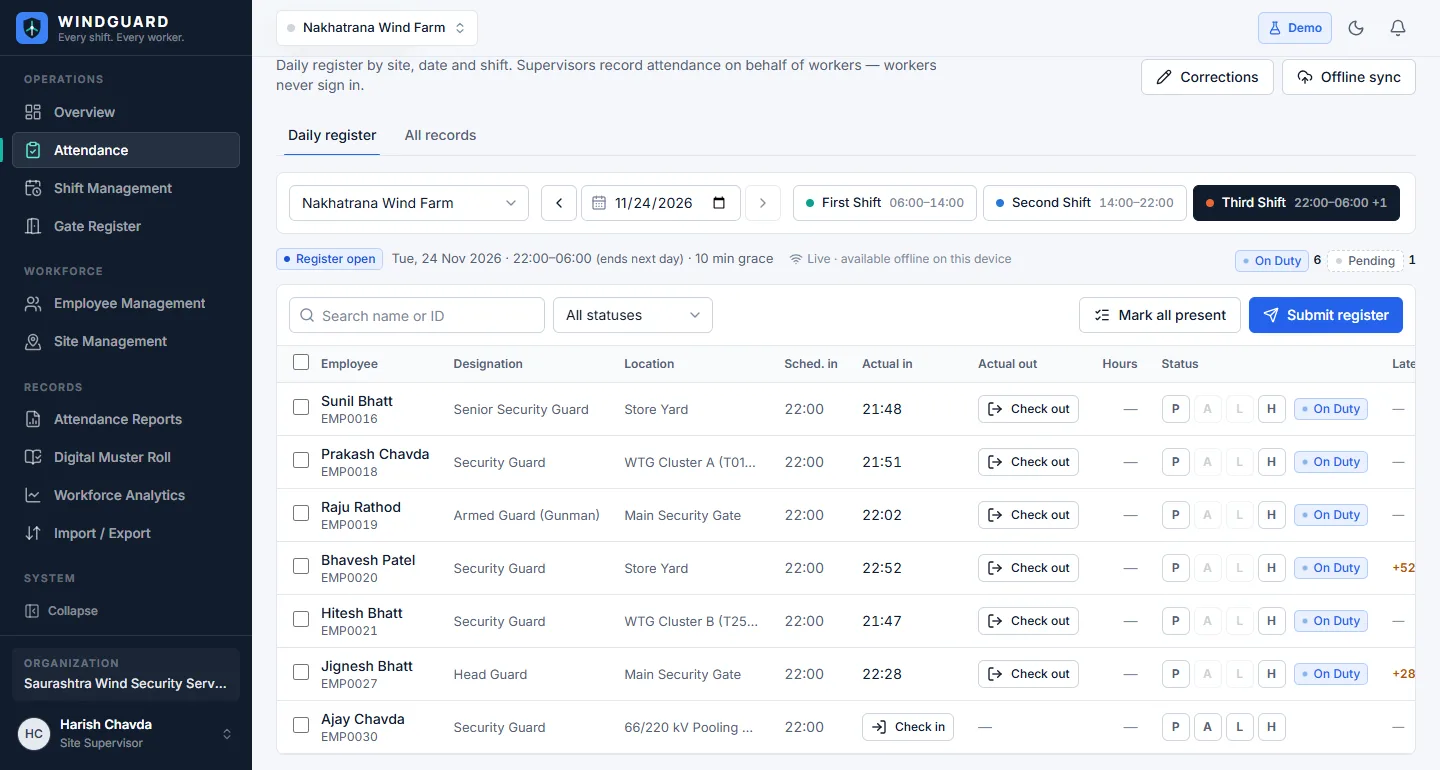 WINDGUARD
Every shift. Every worker.
Nakhatrana Wind Farm
Demo
OPERATIONS
Overview
Attendance
Shift Management
Gate Register
WORKFORCE
Employee Management
Site Management
RECORDS
Attendance Reports
Digital Muster Roll
Workforce Analytics
Import / Export
SYSTEM
Collapse
ORGANIZATION
Saurashtra Wind Security Serv...
HC
Harish Chavda
Site Supervisor
Daily register by site, date and shift. Supervisors record attendance on behalf of workers — workers
never sign in.
Corrections
Offline sync
Daily register
All records
Nakhatrana Wind Farm
11/24/2026
First Shift 06:00–14:00
Second Shift 14:00–22:00
Third Shift 22:00–06:00 +1
Register open
Tue, 24 Nov 2026 · 22:00–06:00 (ends next day) · 10 min grace
Live · available offline on this device
On Duty 6
Pending 1
Search name or ID
All statuses
Mark all present
Submit register
Employee Designation Location Sched. in Actual in Actual out Hours Status Late
Sunil Bhatt
EMP0016
Senior Security Guard Store Yard 22:00 21:48 Check out — P A L H On Duty —
Prakash Chavda
EMP0018
Security Guard WTG Cluster A (T01... 22:00 21:51 Check out — P A L H On Duty —
Raju Rathod
EMP0019
Armed Guard (Gunman) Main Security Gate 22:00 22:02 Check out — P A L H On Duty —
Bhavesh Patel
EMP0020
Security Guard Store Yard 22:00 22:52 Check out — P A L H On Duty +52
Hitesh Bhatt
EMP0021
Security Guard WTG Cluster B (T25... 22:00 21:47 Check out — P A L H On Duty —
Jignesh Bhatt
EMP0027
Head Guard Main Security Gate 22:00 22:28 Check out — P A L H On Duty +28
Ajay Chavda
EMP0030
Security Guard 66/220 kV Pooling ... 22:00 Check in — — P A L H —